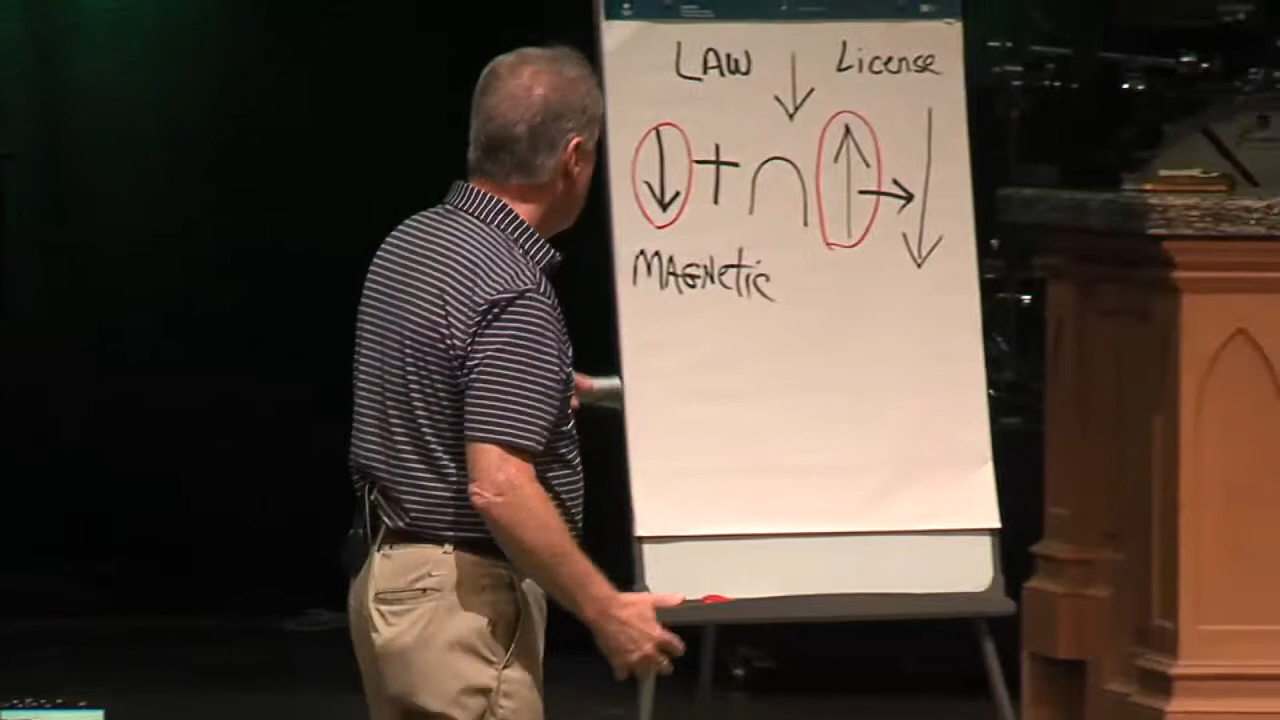 LAW ↓ License
↓ + ∩ ↑ → ↓
MAGNetic